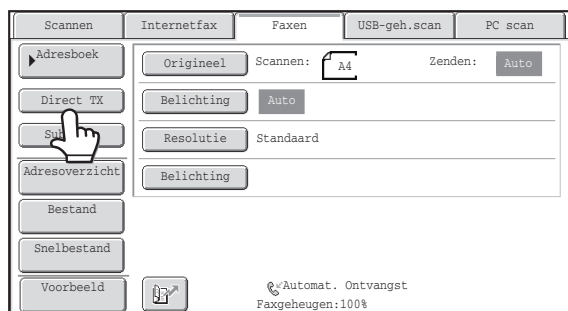 Scannen Internetfax Faxen USB-geh.scan PC scan
Adresboek
Origineel Scannen: A4 Zenden: Auto
Direct TX
Belichting Auto
Resolutie Standaard
Adresoverzicht
Belichting
Bestand
Snelbestand
Voorbeeld
Automat. Ontvangst
Faxgeheugen:100%